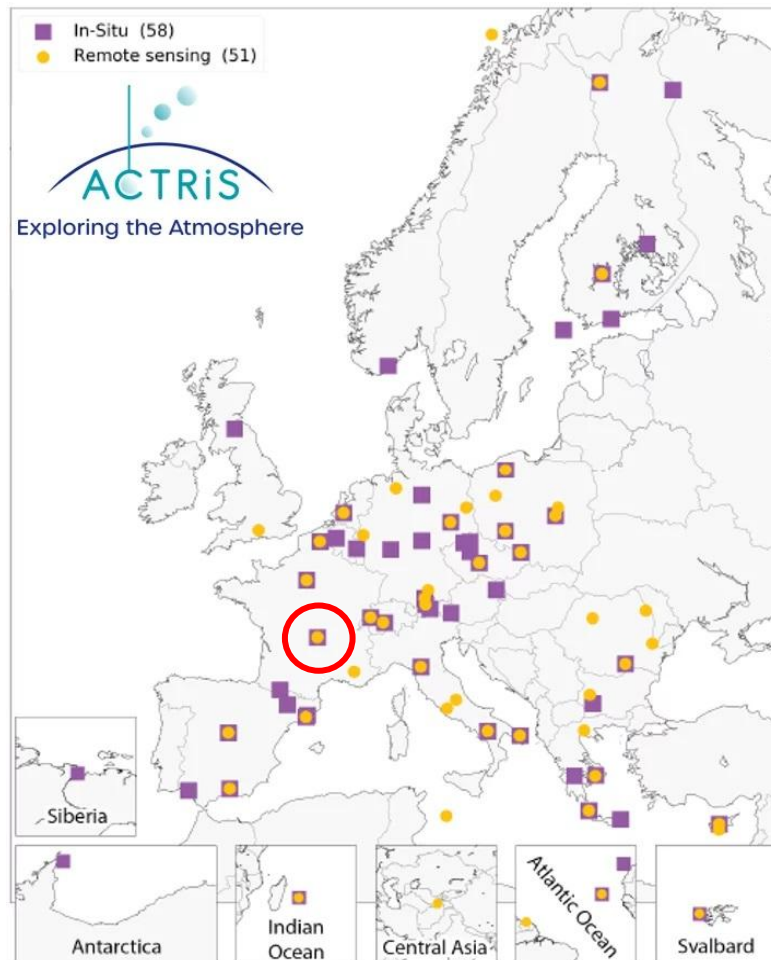 In-Situ (58)
Remote sensing (51)
ACTRiS
Exploring the Atmosphere
Siberia
Antarctica
Indian
Ocean
Central Asia
Atlantic Ocean
Svalbard